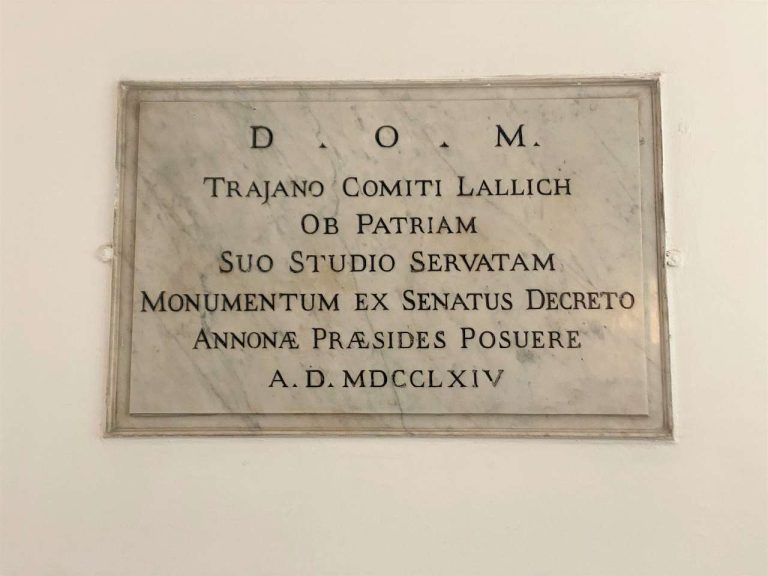 D . O . M.
TRAJANO COMITI LALLICH
OB PATRIAM
SUO STUDIO SERVATAM
MONUMENTUM EX SENATUS DECRETO
ANNONÆ PRÆSIDES POSUERE
A. D. MDCCLXIV